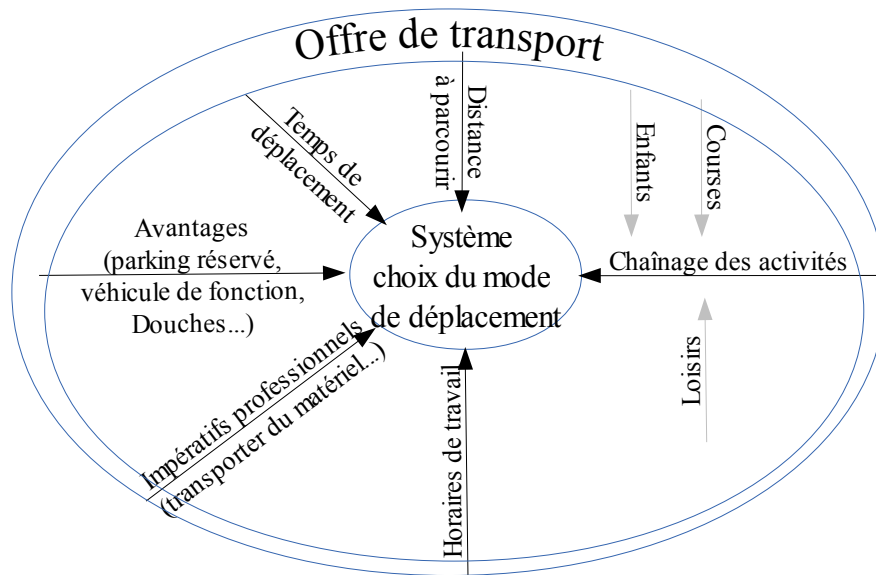 Offre de transport
Temps de
déplacement
Distance
à parcourir
Enfants
Courses
Avantages
(parking réservé,
véhicule de fonction,
Douches...)
Système
choix du mode
de déplacement
Chaînage des activités
Impératifs professionnels
(transporter du matériel...)
Horaires de travail
Loisirs